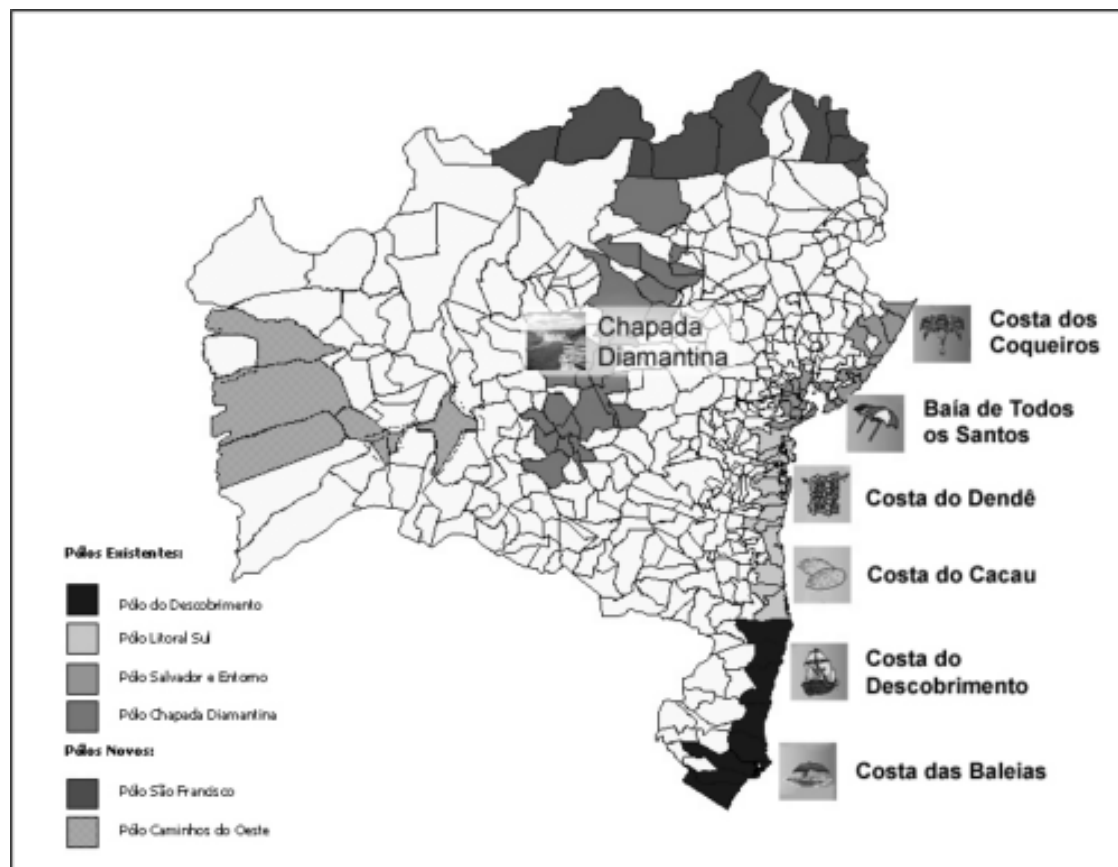 Chapada
Diamantina
Costa dos
Coqueiros
Baía de Todos
os Santos
Costa do Dendê
Costa do Cacau
Costa do
Descobrimento
Costa das Baleias
Pólos Existentes:
Pólo do Descobrimento
Pólo Litoral Sul
Pólo Salvador e Entorno
Pólo Chapada Diamantina
Pólos Novos:
Pólo São Francisco
Pólo Caminhos do Oeste